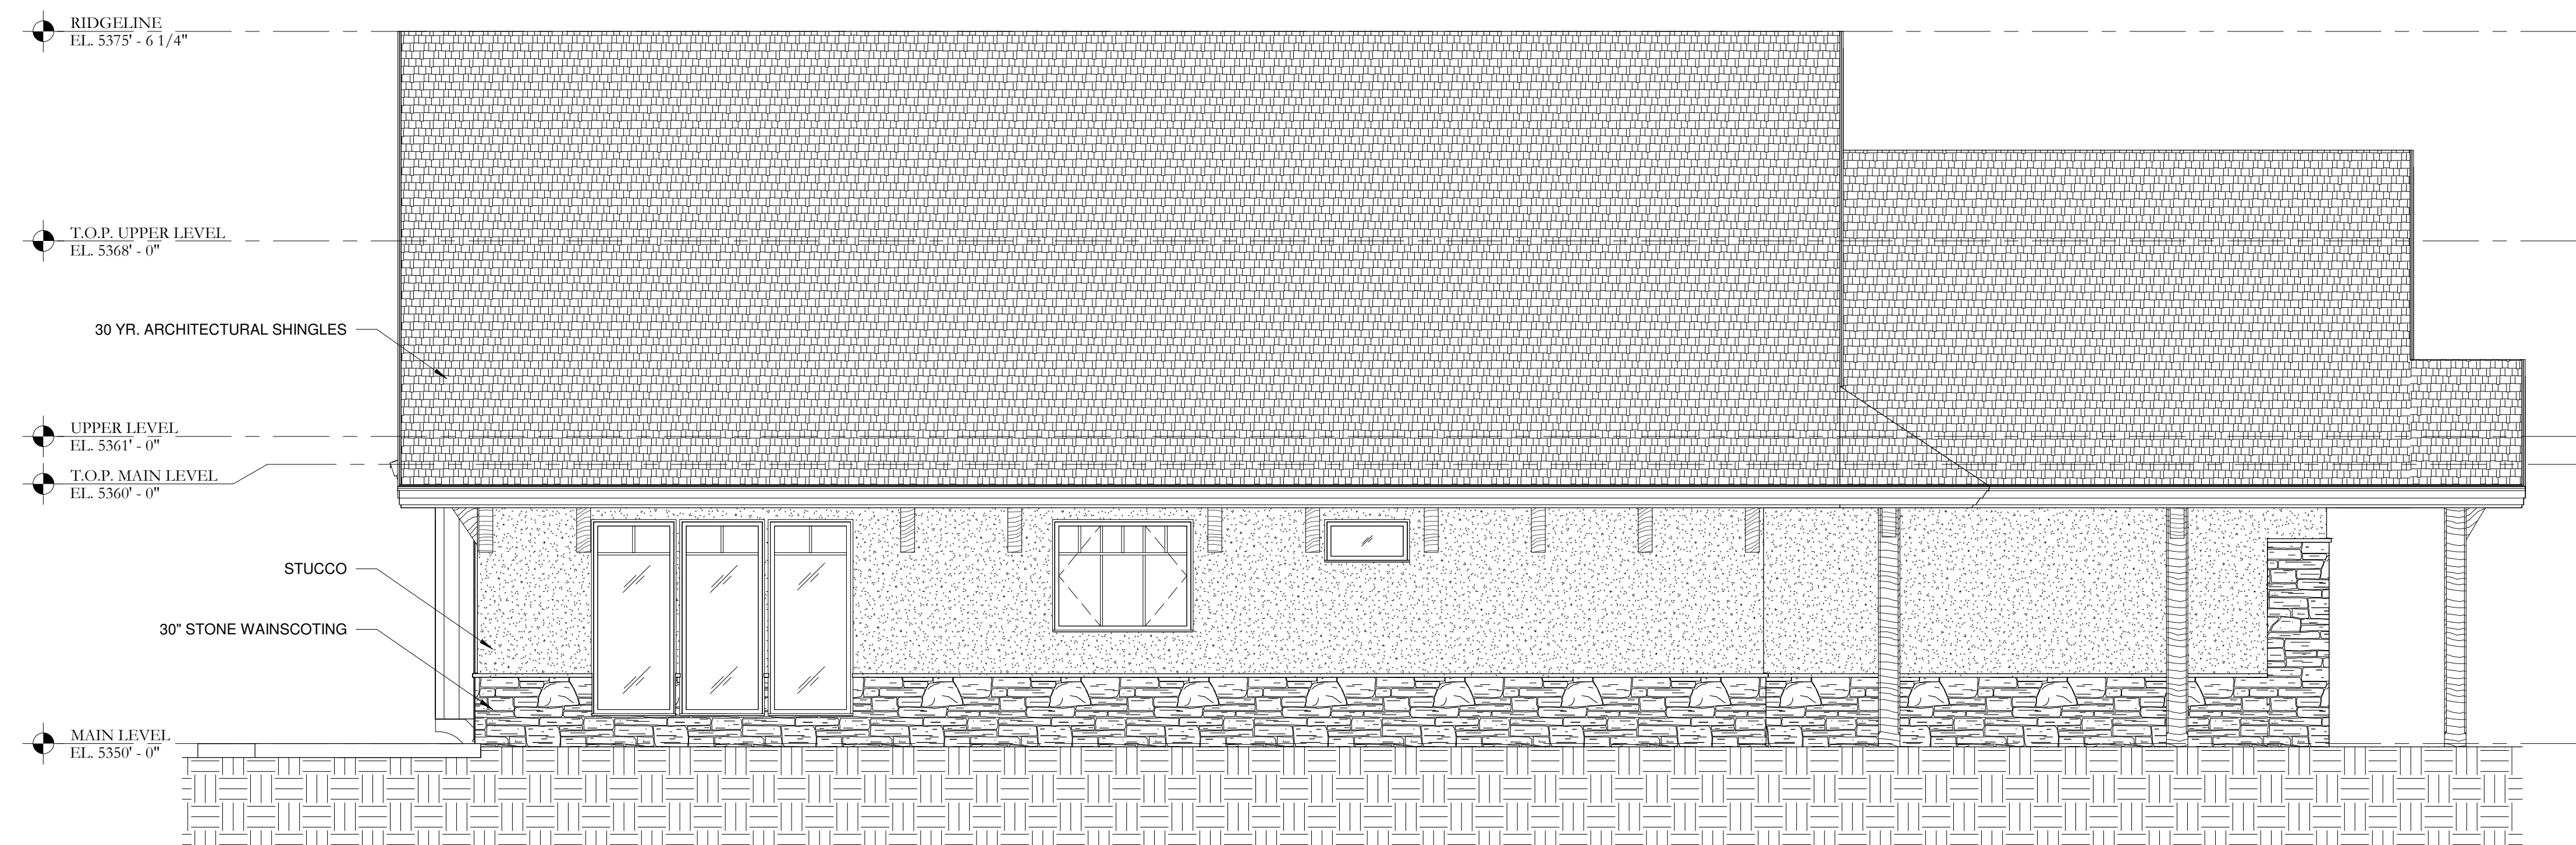 RIDGELINE
EL. 5375' - 6 1/4"
T.O.P. UPPER LEVEL
EL. 5368' - 0"
30 YR. ARCHITECTURAL SHINGLES
UPPER LEVEL
EL. 5361' - 0"
T.O.P. MAIN LEVEL
EL. 5360' - 0"
STUCCO
30" STONE WAINSCOTING
MAIN LEVEL
EL. 5350' - 0"